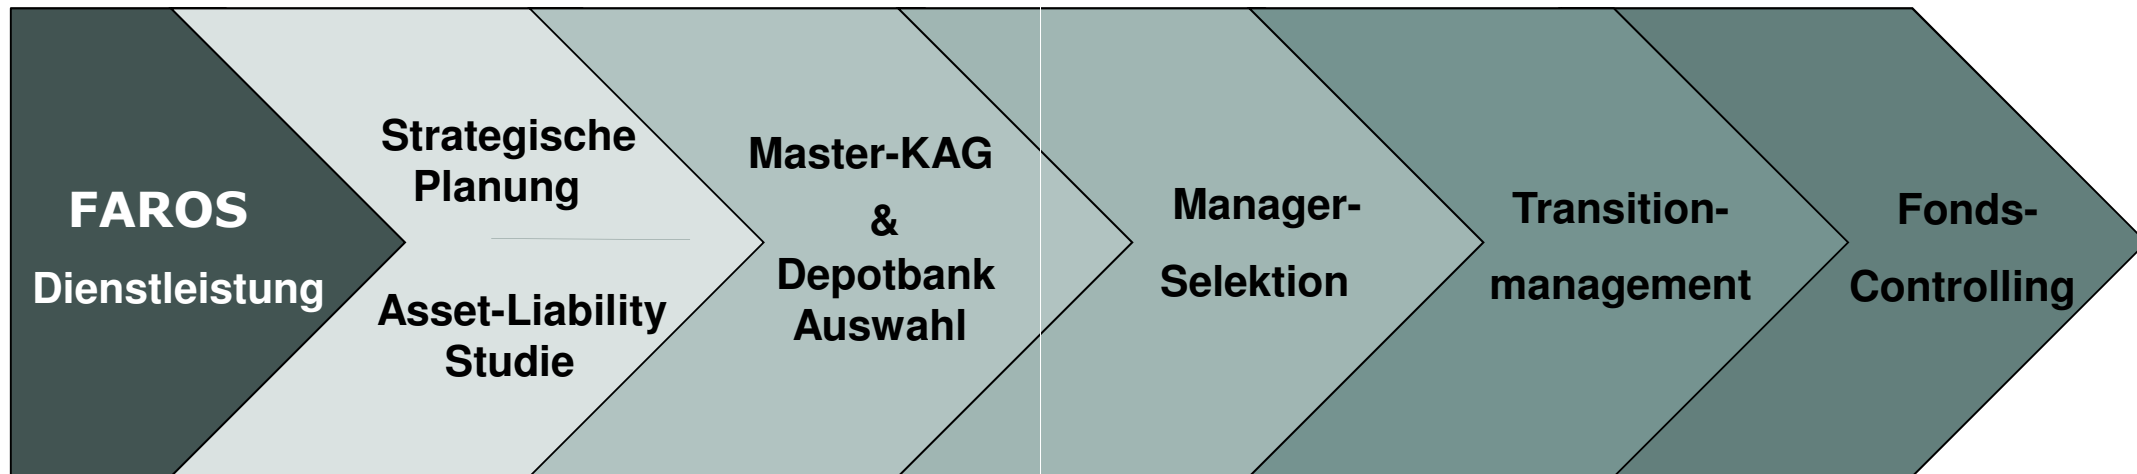 FAROS
Dienstleistung
Strategische
Planung
Asset-Liability
Studie
Master-KAG
&
Depotbank
Auswahl
Manager-
Selektion
Transition-
management
Fonds-
Controlling